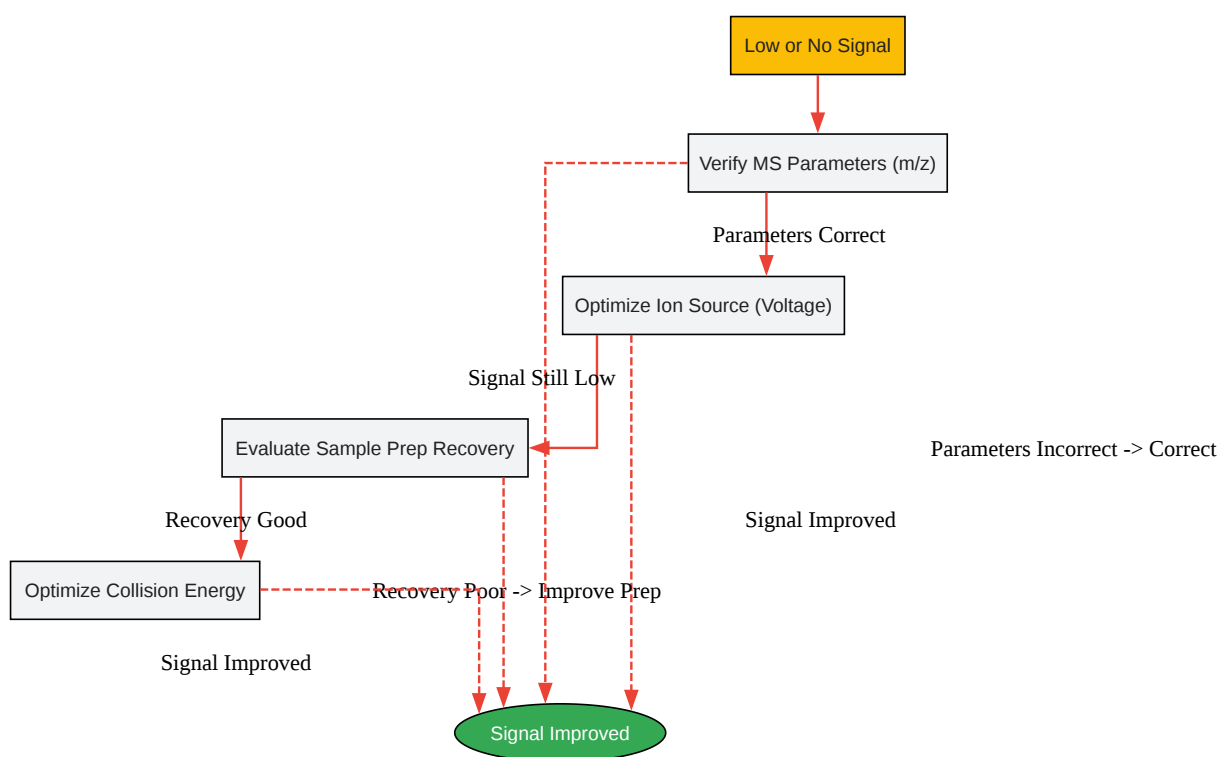 Low or No Signal
Verify MS Parameters (m/z)
Parameters Correct
Optimize Ion Source (Voltage)
Signal Still Low
Evaluate Sample Prep Recovery
Parameters Incorrect -> Correct
Recovery Good
Signal Improved
Optimize Collision Energy
Recovery Poor -> Improve Prep
Signal Improved
Signal Improved